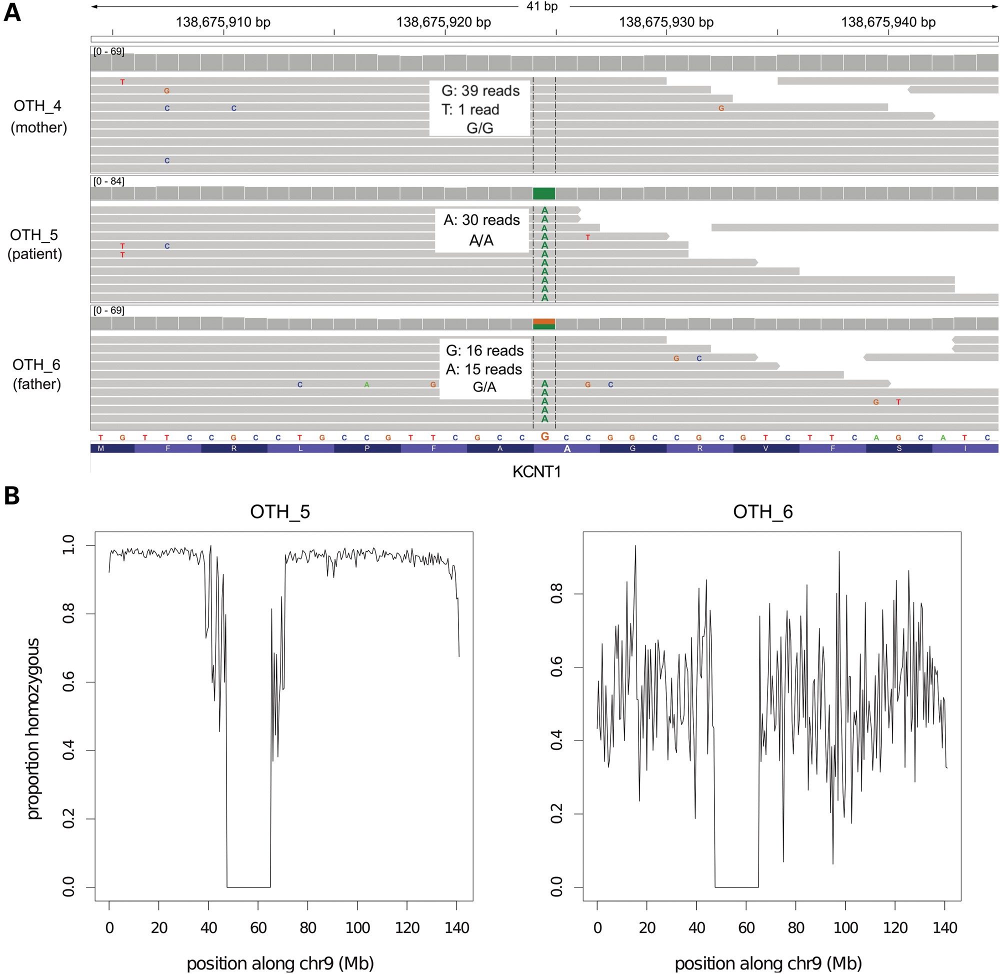 A
41 bp
138,675,910 bp 138,675,920 bp 138,675,930 bp 138,675,940 bp
[0 - 69]
T
G
C C G
C
OTH_4
(mother)
G: 39 reads
T: 1 read
G/G
[0 - 84]
A
A
A
A T
T C A
T A
A
A
A
A
A
OTH_5
(patient)
A: 30 reads
A/A
[0 - 69]
G C
C A G A G C
A
A G T
A
A
OTH_6
(father)
G: 16 reads
A: 15 reads
G/A
T G T T C C G C C T G C C G T T C G C C G C C G G C C G C G T C T T C A G C A T C
M F R L P F A A G R V F S I
KCNT1
B
OTH_5
proportion homozygous
1.0
0.8
0.6
0.4
0.2
0.0
0 20 40 60 80 100 120 140
position along chr9 (Mb)
OTH_6
0.8
0.6
0.4
0.2
0.0
0 20 40 60 80 100 120 140
position along chr9 (Mb)